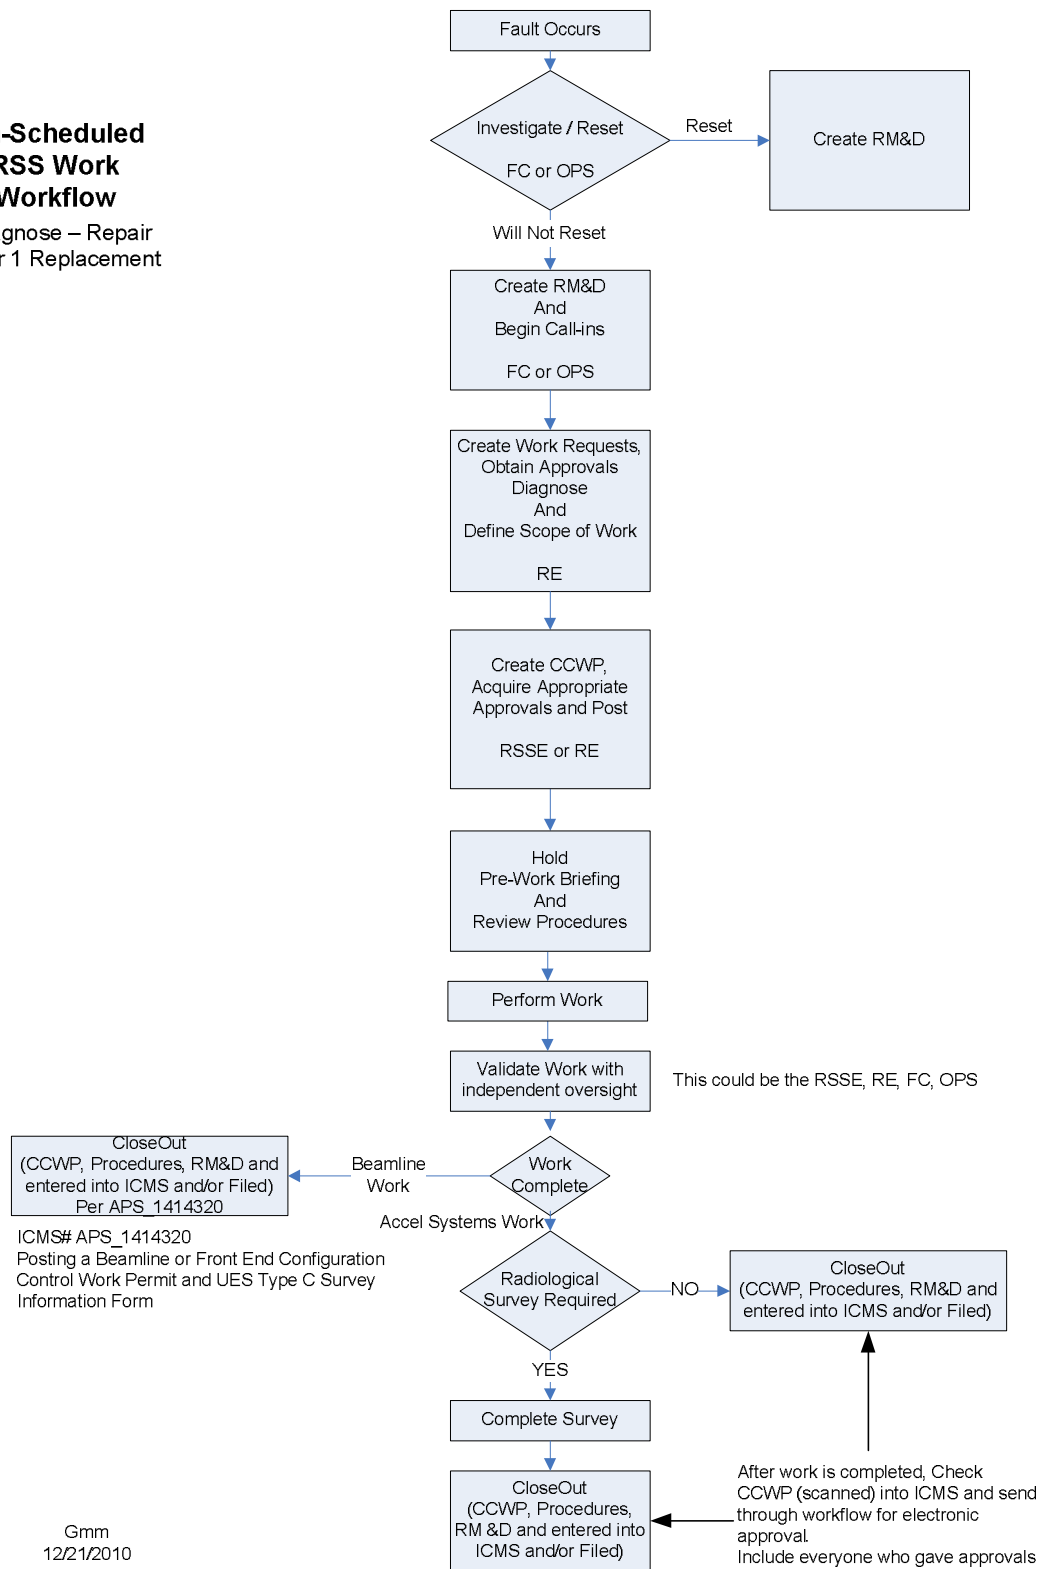 Fault Occurs
-Scheduled
RSS Work
Workflow
gnose – Repair
r 1 Replacement
Investigate / Reset
FC or OPS
Reset
Create RM&D
Will Not Reset
Create RM&D
And
Begin Call-ins
FC or OPS
Create Work Requests,
Obtain Approvals
Diagnose
And
Define Scope of Work
RE
Create CCWP,
Acquire Appropriate
Approvals and Post
RSSE or RE
Hold
Pre-Work Briefing
And
Review Procedures
Perform Work
Validate Work with
independent oversight
This could be the RSSE, RE, FC, OPS
Work
Complete
Beamline
Work
CloseOut
(CCWP, Procedures, RM&D and
entered into ICMS and/or Filed)
Per APS_1414320
ICMS# APS_1414320
Posting a Beamline or Front End Configuration
Control Work Permit and UES Type C Survey
Information Form
Accel Systems Work
Radiological
Survey Required
NO
CloseOut
(CCWP, Procedures, RM&D and
entered into ICMS and/or Filed)
YES
Complete Survey
CloseOut
(CCWP, Procedures,
RM &D and entered into
ICMS and/or Filed)
After work is completed, Check
CCWP (scanned) into ICMS and send
through workflow for electronic
approval.
Include everyone who gave approvals
Gmm
12/21/2010